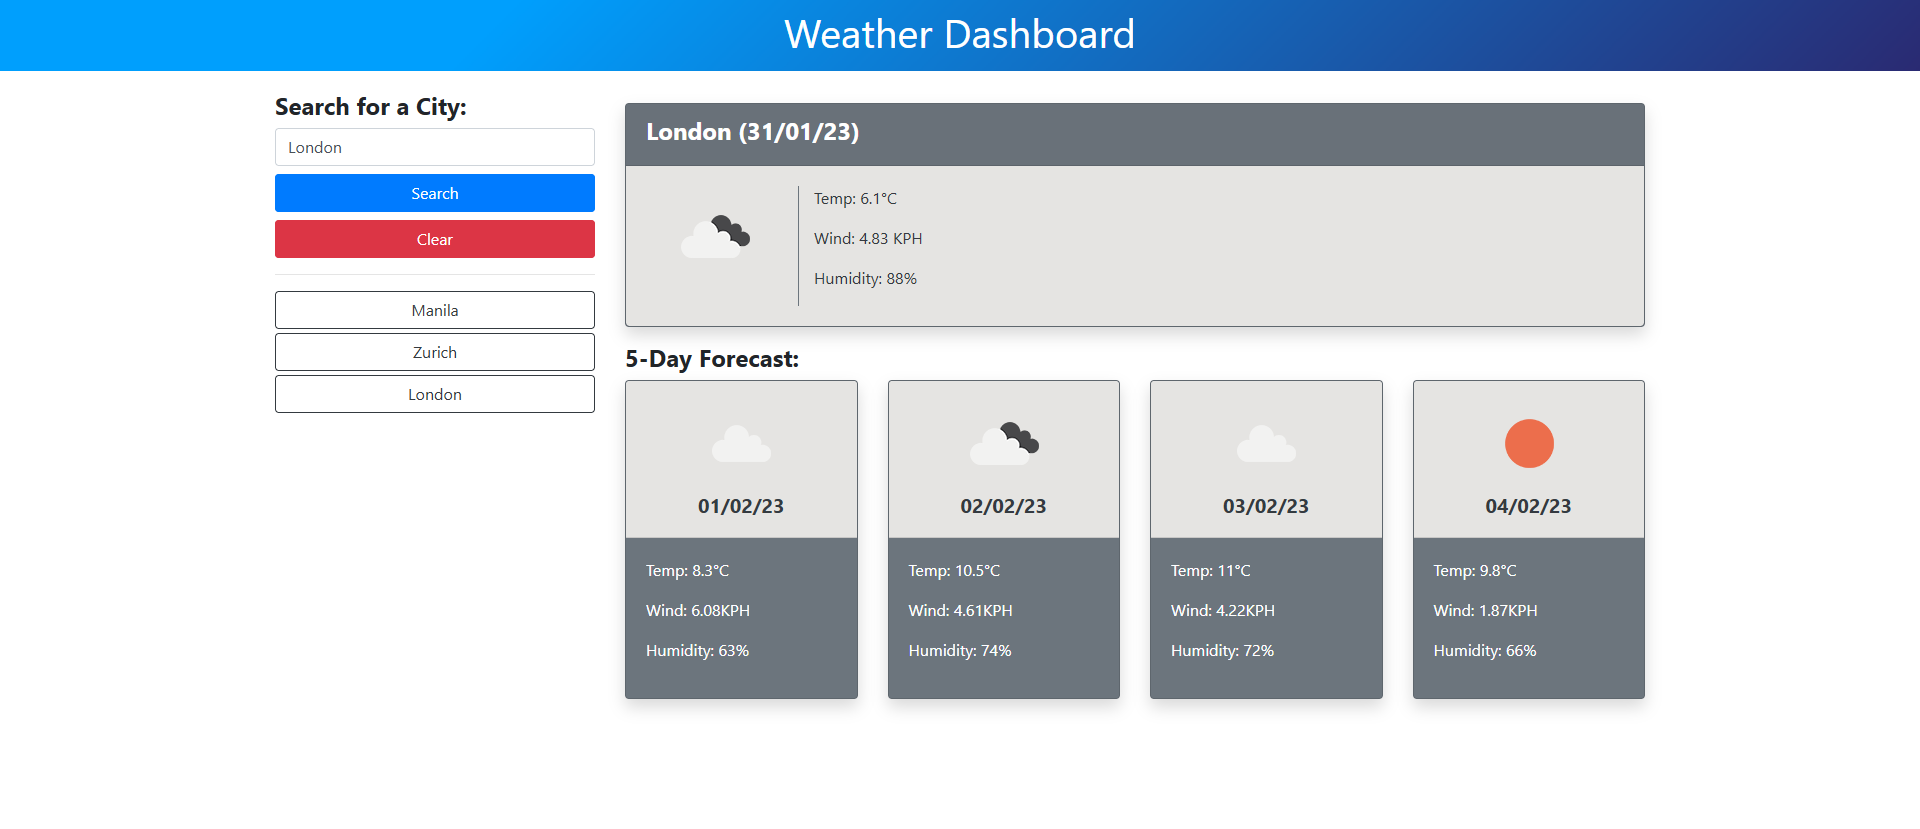 Weather Dashboard
Search for a City:
London
Search
Clear
Manila
Zurich
London
London (31/01/23)
Temp: 6.1°C
Wind: 4.83 KPH
Humidity: 88%
5-Day Forecast:
01/02/23
Temp: 8.3°C
Wind: 6.08KPH
Humidity: 63%
02/02/23
Temp: 10.5°C
Wind: 4.61KPH
Humidity: 74%
03/02/23
Temp: 11°C
Wind: 4.22KPH
Humidity: 72%
04/02/23
Temp: 9.8°C
Wind: 1.87KPH
Humidity: 66%